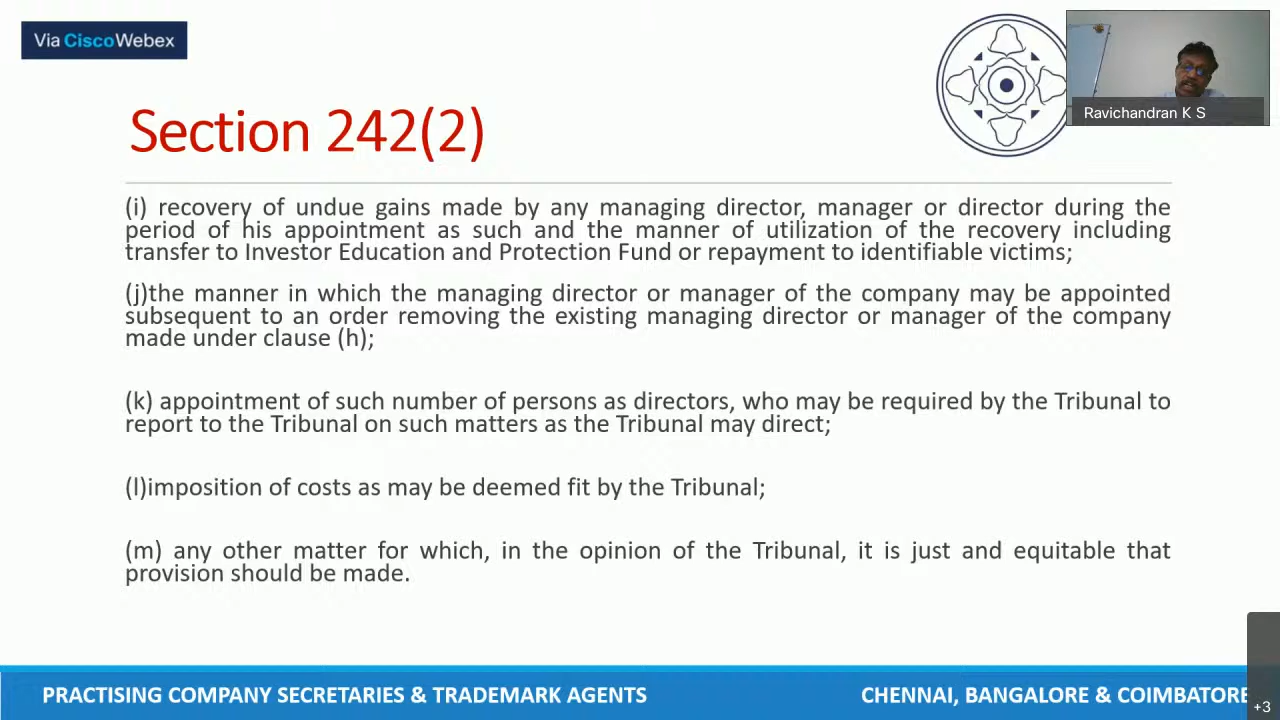 Via CiscoWebex
Ravichandran K S
Section 242(2)
(i) recovery of undue gains made by any managing director, manager or director during the
period of his appointment as such and the manner of utilization of the recovery including
transfer to Investor Education and Protection Fund or repayment to identifiable victims;
(j)the manner in which the managing director or manager of the company may be appointed
subsequent to an order removing the existing managing director or manager of the company
made under clause (h);
(k) appointment of such number of persons as directors, who may be required by the Tribunal to
report to the Tribunal on such matters as the Tribunal may direct;
(l)imposition of costs as may be deemed fit by the Tribunal;
(m) any other matter for which, in the opinion of the Tribunal, it is just and equitable that
provision should be made.
PRACTISING COMPANY SECRETARIES & TRADEMARK AGENTS
CHENNAI, BANGALORE & COIMBATORE
+3